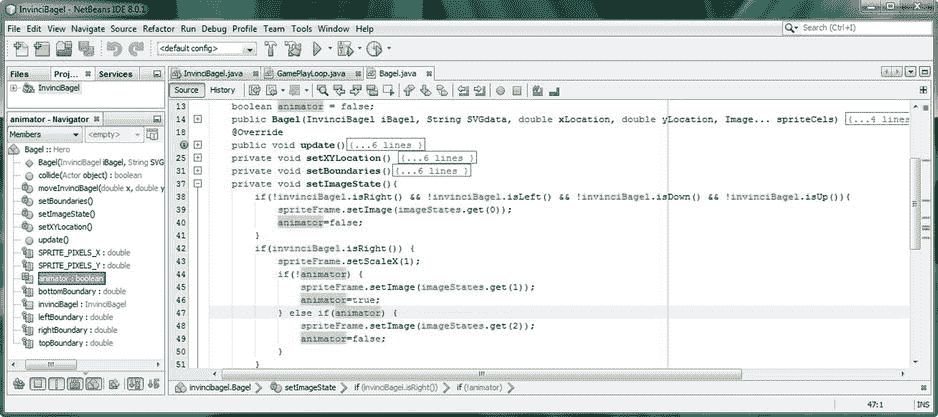 InvinciBagel - NetBeans IDE 8.0.1
File Edit View Navigate Source Refactor Run Debug Profile Team Tools Window Help
Search (Ctrl+I)
<default config>
Files Proj... Services
InvinciBagel
animator - Navigator
Members <empty>
Bagel :: Hero
Bagel(InvinciBagel iBagel, String SVG
collide(Actor object) : boolean
moveInvinciBagel(double x, double y
setBoundaries()
setImageState()
setXYLocation()
update()
SPRITE_PIXELS_X : double
SPRITE_PIXELS_Y : double
animator : boolean
bottomBoundary : double
invinciBagel : InvinciBagel
leftBoundary : double
rightBoundary : double
topBoundary : double
InvinciBagel.java GamePlayLoop.java Bagel.java
Source History
13 boolean animator = false;
14 public Bagel(InvinciBagel iBagel, String SVGdata, double xLocation, double yLocation, Image... spriteCels) {...4 lines }
@Override
public void update() {...6 lines }
25 private void setXYLocation() {...6 lines }
31 private void setBoundaries() {...6 lines }
37 private void setImageState(){
38 if(!invinciBagel.isRight() && !invinciBagel.isLeft() && !invinciBagel.isDown() && !invinciBagel.isUp()){
39 spriteFrame.setImage(imageStates.get(0));
40 animator=false;
41 }
42 if(invinciBagel.isRight()) {
43 spriteFrame.setScaleX(1);
44 if(!animator) {
45 spriteFrame.setImage(imageStates.get(1));
46 animator=true;
47 } else if(animator) {
48 spriteFrame.setImage(imageStates.get(2));
49 animator=false;
50 }
51 }
invincibagel.Bagel setImageState if (invinciBagel.isRight()) if (!animator)
47:1 INS